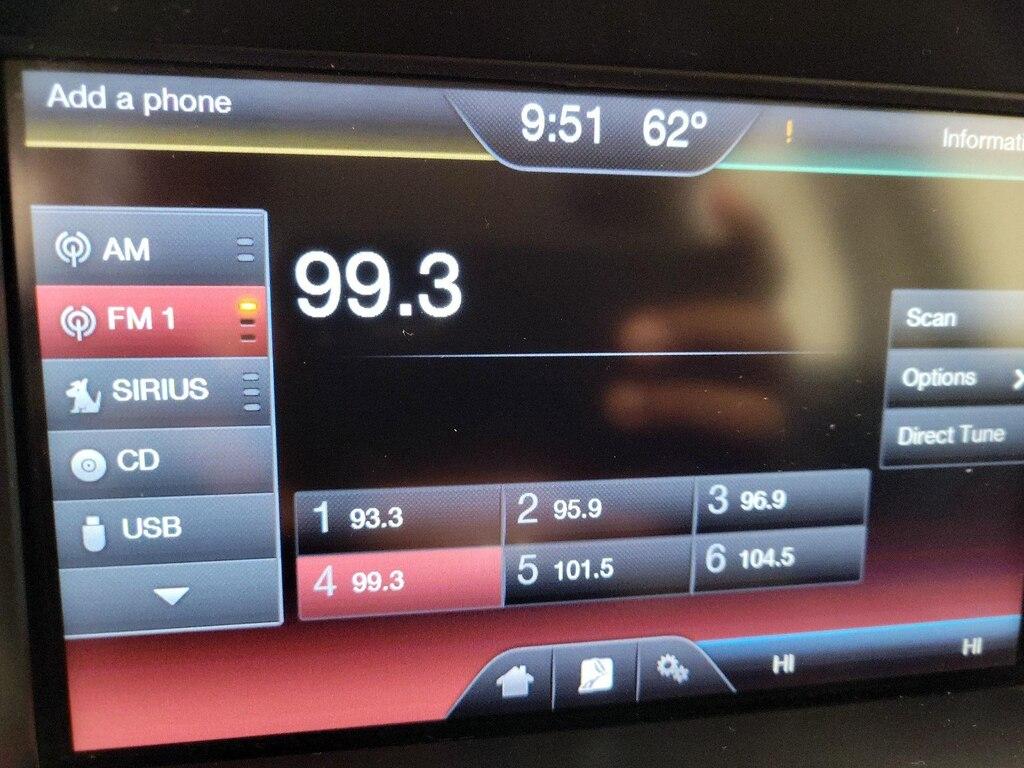 Add a phone
9:51 62°
!
Informati
AM
FM 1
SIRIUS
CD
USB
99.3
Scan
Options
Direct Tune
1 93.3
2 95.9
3 96.9
4 99.3
5 101.5
6 104.5
HI
HI